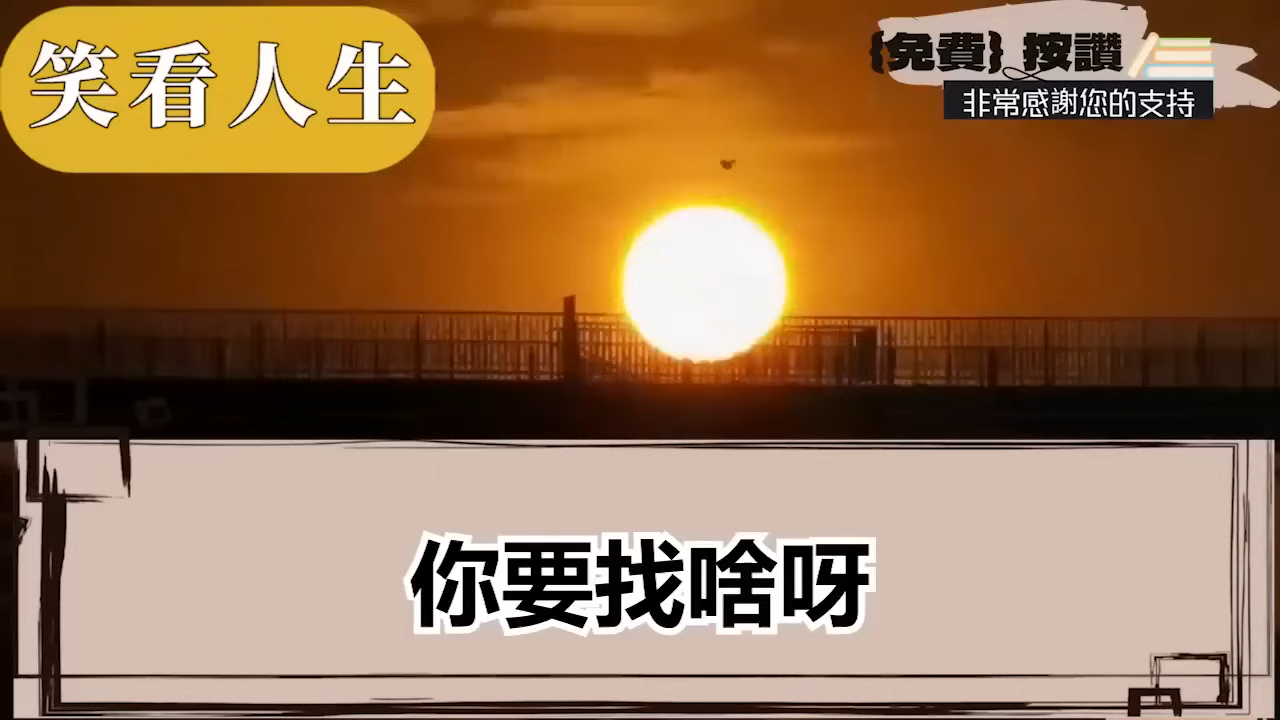 笑看人生
{免費} 按讚
非常感謝您的支持
你要找啥呀